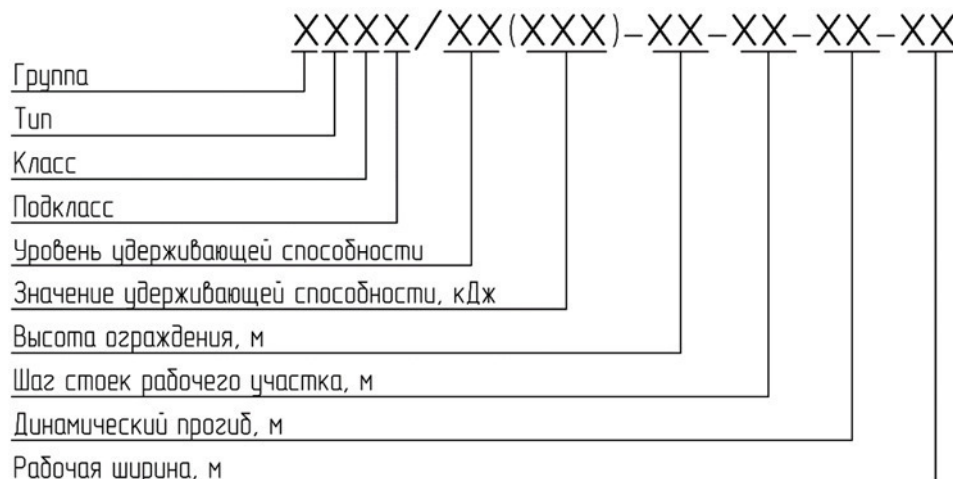 XXXX/XX(XXX)-XX-XX-XX-XX
Группа
Тип
Класс
Подкласс
Уровень удерживающей способности
Значение удерживающей способности, кДж
Высота ограждения, м
Шаг стоек рабочего участка, м
Динамический прогиб, м
Рабочая ширина, м